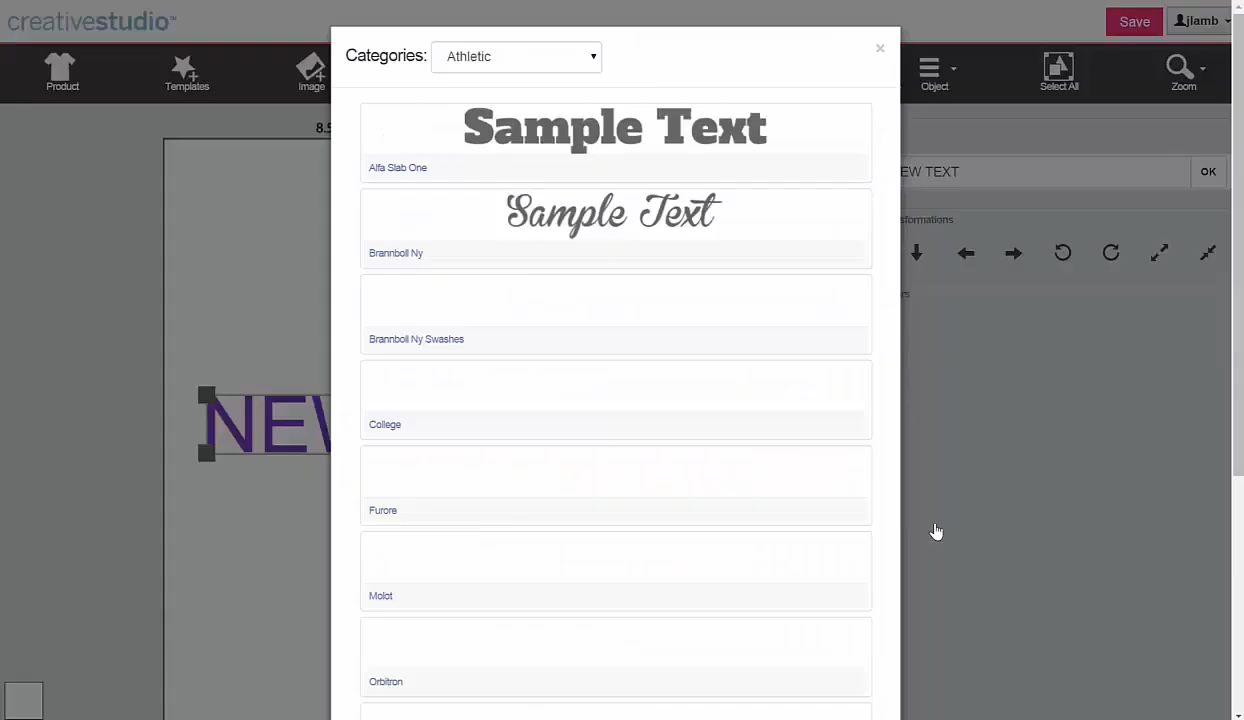 creativestudio™
Save
jlamb
Categories:
Athletic
×
Product
Templates
Image
Object
Select All
Zoom
8.5
Sample Text
Alfa Slab One
EW TEXT
OK
Sample Text
Brannboll Ny
sformations
Brannboll Ny Swashes
rs
NEW
College
Furore
Molot
Orbitron